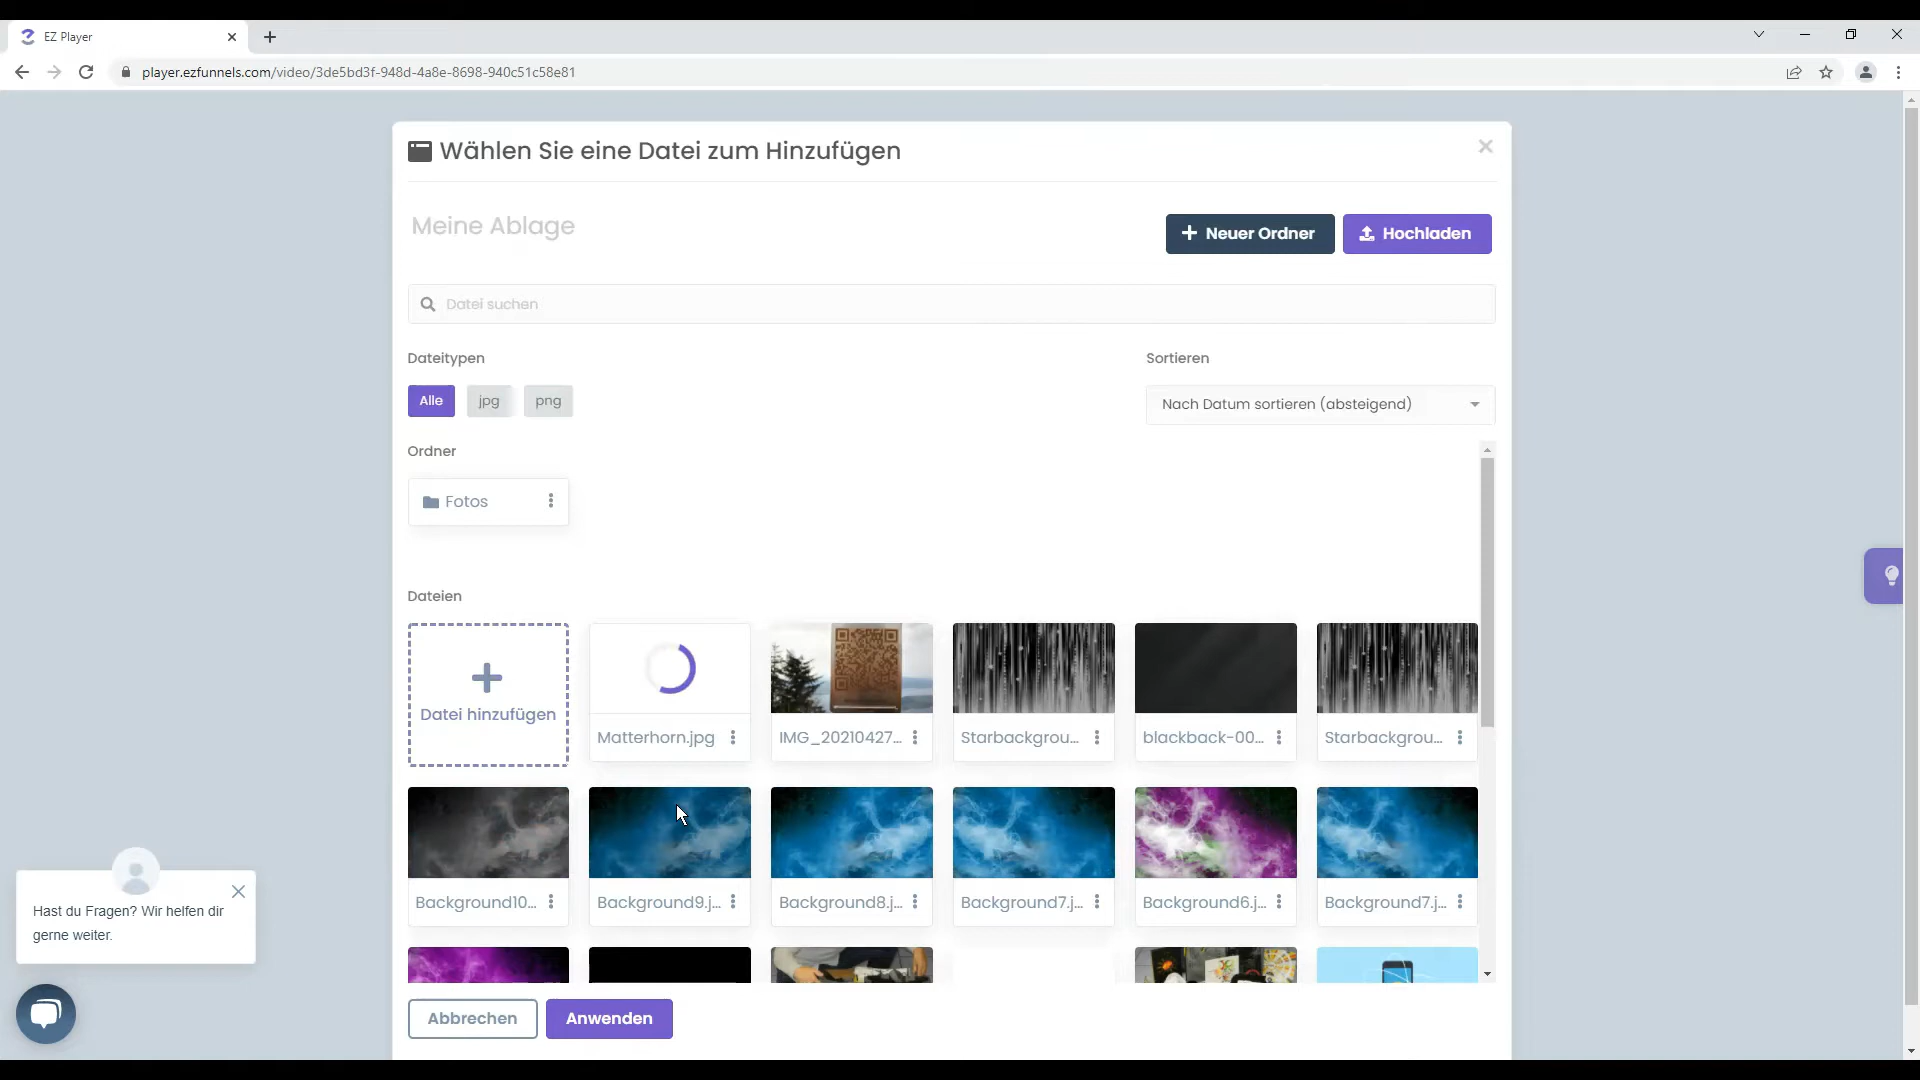 EZ Player
player.ezfunnels.com/video/3de5bd3f-948d-4a8e-8698-940c51c58e81
Wählen Sie eine Datei zum Hinzufügen
Meine Ablage
Neuer Ordner
Hochladen
Datei suchen
Dateitypen
Sortieren
Alle
jpg
png
Nach Datum sortieren (absteigend)
Ordner
Fotos
Dateien
Datei hinzufügen
Matterhorn.jpg
IMG_20210427...
Starbackgrou...
blackback-00...
Starbackgrou...
Background10...
Background9.j...
Background8.j...
Background7.j...
Background6.j...
Background7.j...
Hast du Fragen? Wir helfen dir
gerne weiter.
Abbrechen
Anwenden